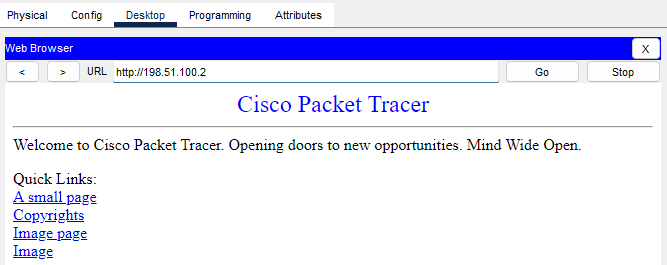 Physical Config Desktop Programming Attributes
Web Browser X
< > URL http://198.51.100.2 Go Stop
Cisco Packet Tracer
Welcome to Cisco Packet Tracer. Opening doors to new opportunities. Mind Wide Open.
Quick Links:
A small page
Copyrights
Image page
Image